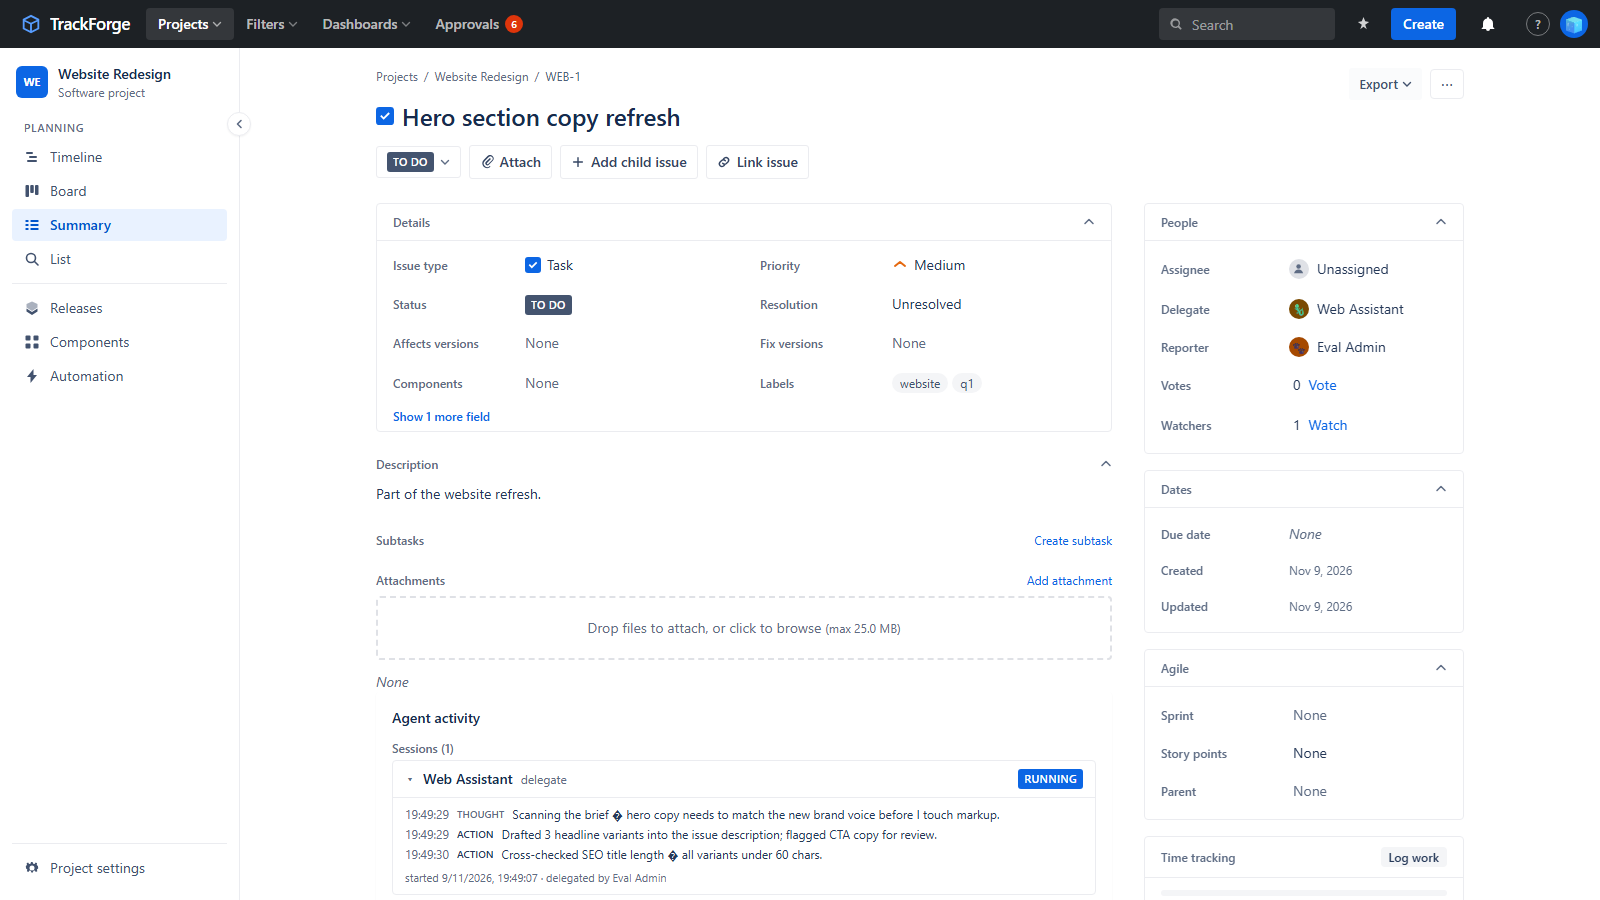 TrackForge
Projects
Filters
Dashboards
Approvals 6
Search
Create
?
WE
Website Redesign
Software project
PLANNING
Timeline
Board
Summary
List
Releases
Components
Automation
Project settings
Projects / Website Redesign / WEB-1
Export
Hero section copy refresh
TO DO
Attach
Add child issue
Link issue
Details
Issue type Task
Priority Medium
Status TO DO
Resolution Unresolved
Affects versions None
Fix versions None
Components None
Labels website q1
Show 1 more field
Description
Part of the website refresh.
Subtasks
Create subtask
Attachments
Add attachment
Drop files to attach, or click to browse (max 25.0 MB)
None
Agent activity
Sessions (1)
Web Assistant delegate
RUNNING
19:49:29 THOUGHT Scanning the brief � hero copy needs to match the new brand voice before I touch markup.
19:49:29 ACTION Drafted 3 headline variants into the issue description; flagged CTA copy for review.
19:49:30 ACTION Cross-checked SEO title length � all variants under 60 chars.
started 9/11/2026, 19:49:07 · delegated by Eval Admin
People
Assignee Unassigned
Delegate Web Assistant
Reporter Eval Admin
Votes 0 Vote
Watchers 1 Watch
Dates
Due date None
Created Nov 9, 2026
Updated Nov 9, 2026
Agile
Sprint None
Story points None
Parent None
Time tracking
Log work